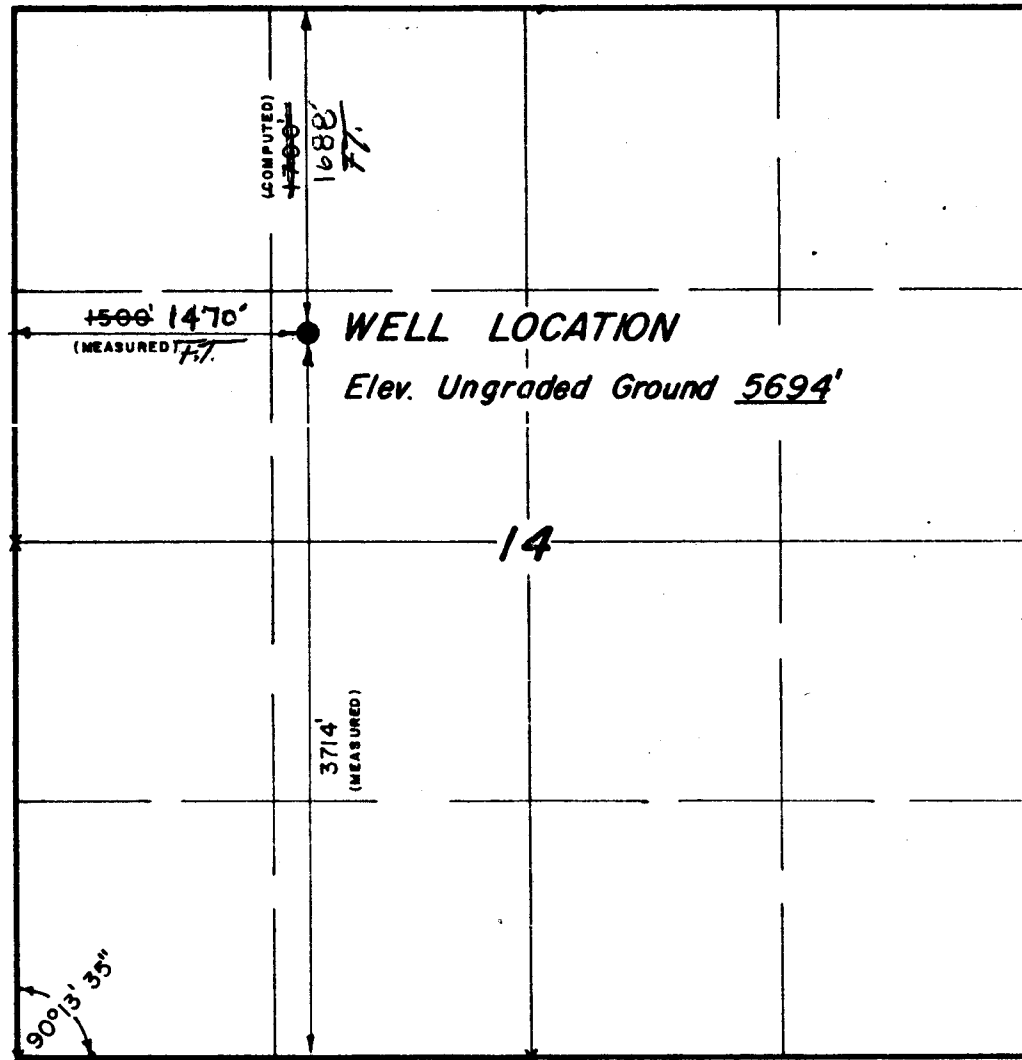 (COMPUTED)
1700'
1688'
1500' 1470'
(MEASURED)
WELL LOCATION
Elev. Ungraded Ground 5694'
14
3714'
(MEASURED)
90° 13' 35"